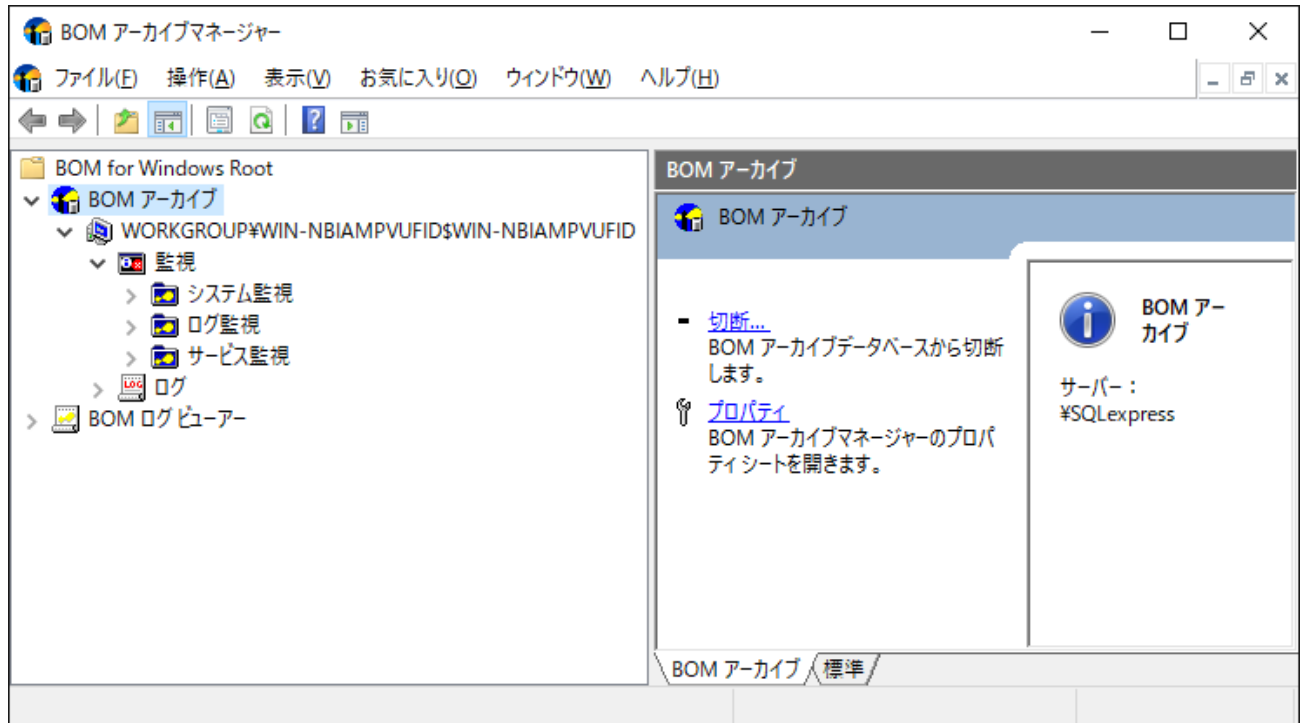 BOM アーカイブマネージャー
ファイル(F) 操作(A) 表示(V) お気に入り(O) ウィンドウ(W) ヘルプ(H)
BOM for Windows Root
BOM アーカイブ
WORKGROUP¥WIN-NBIAMPVUFID$WIN-NBIAMPVUFID
監視
システム監視
ログ監視
サービス監視
LOG
ログ
BOM ログ ビューアー
BOM アーカイブ
BOM アーカイブ
切断...
BOM アーカイブデータベースから切断
します。
プロパティ
BOM アーカイブマネージャーのプロパ
ティ シートを開きます。
BOM アー
カイブ
サーバー :
¥SQLexpress
BOM アーカイブ 標準